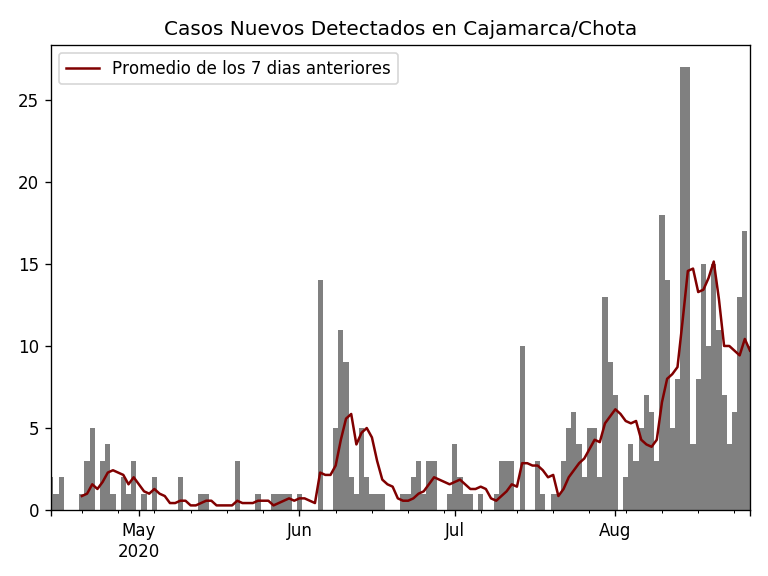 Casos Nuevos Detectados en Cajamarca/Chota
Promedio de los 7 dias anteriores
25
20
15
10
5
0
May
2020
Jun
Jul
Aug